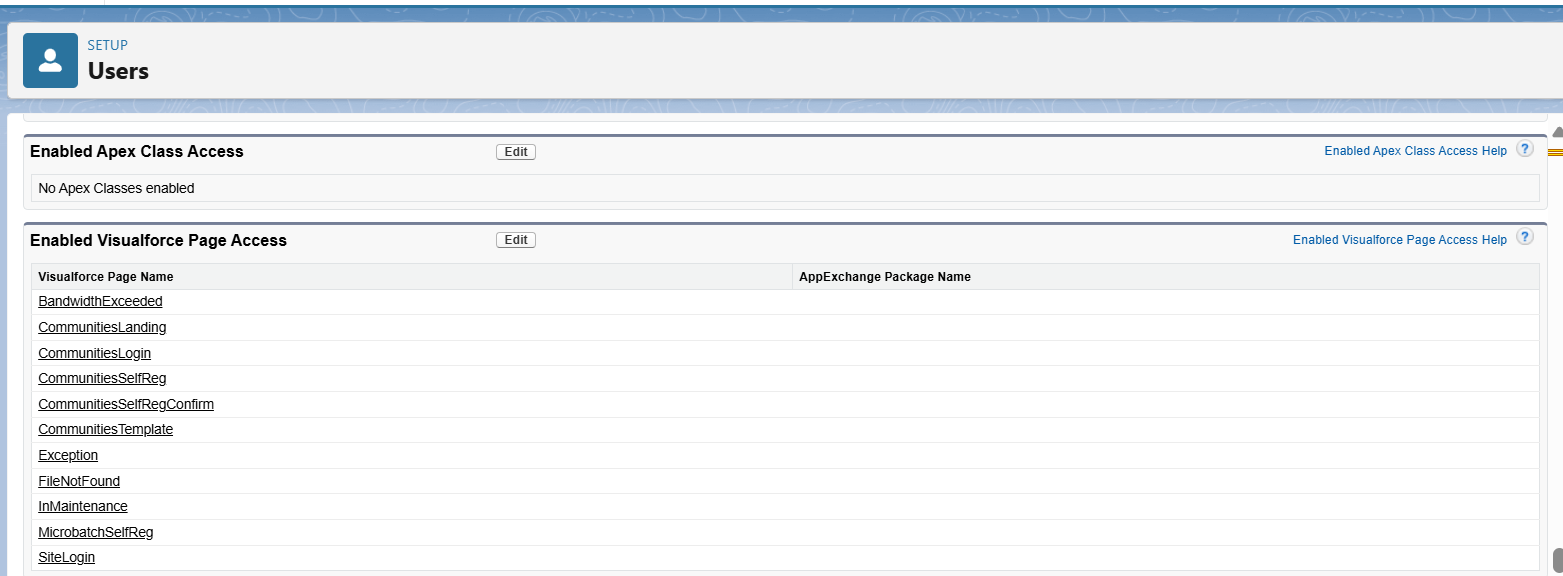 SETUP
Users
Enabled Apex Class Access Edit Enabled Apex Class Access Help ?
No Apex Classes enabled
Enabled Visualforce Page Access Edit Enabled Visualforce Page Access Help ?
Visualforce Page Name AppExchange Package Name
BandwidthExceeded
CommunitiesLanding
CommunitiesLogin
CommunitiesSelfReg
CommunitiesSelfRegConfirm
CommunitiesTemplate
Exception
FileNotFound
InMaintenance
MicrobatchSelfReg
SiteLogin